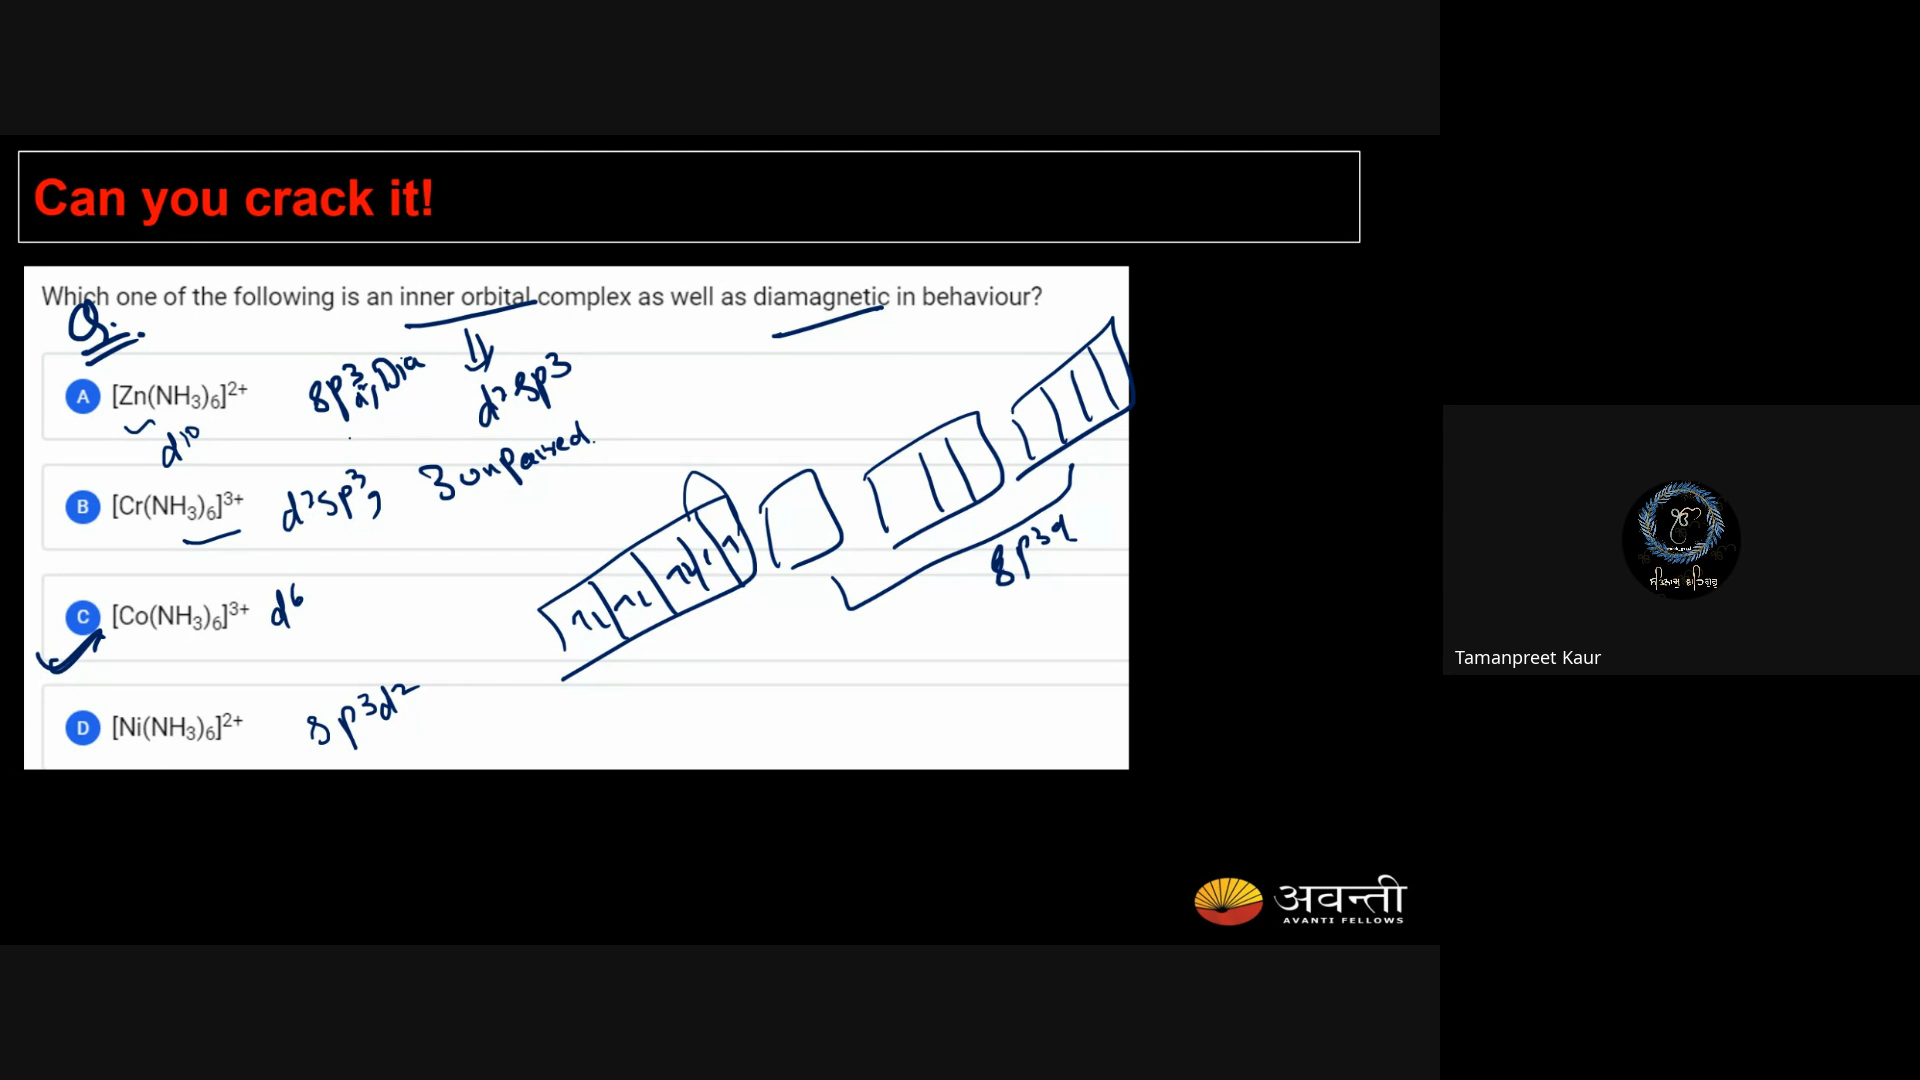 Can you crack it!
Which one of the following is an inner orbital complex as well as diamagnetic in behaviour?
Q.
A [Zn(NH₃)₆]²⁺ sp³d², Dia d²sp³
d¹⁰
B [Cr(NH₃)₆]³⁺ d²sp³, 3 unpaired.
sp³d²
C [Co(NH₃)₆]³⁺ d⁶
D [Ni(NH₃)₆]²⁺ sp³d²
Tamanpreet Kaur
अवन्ती
AVANTI FELLOWS